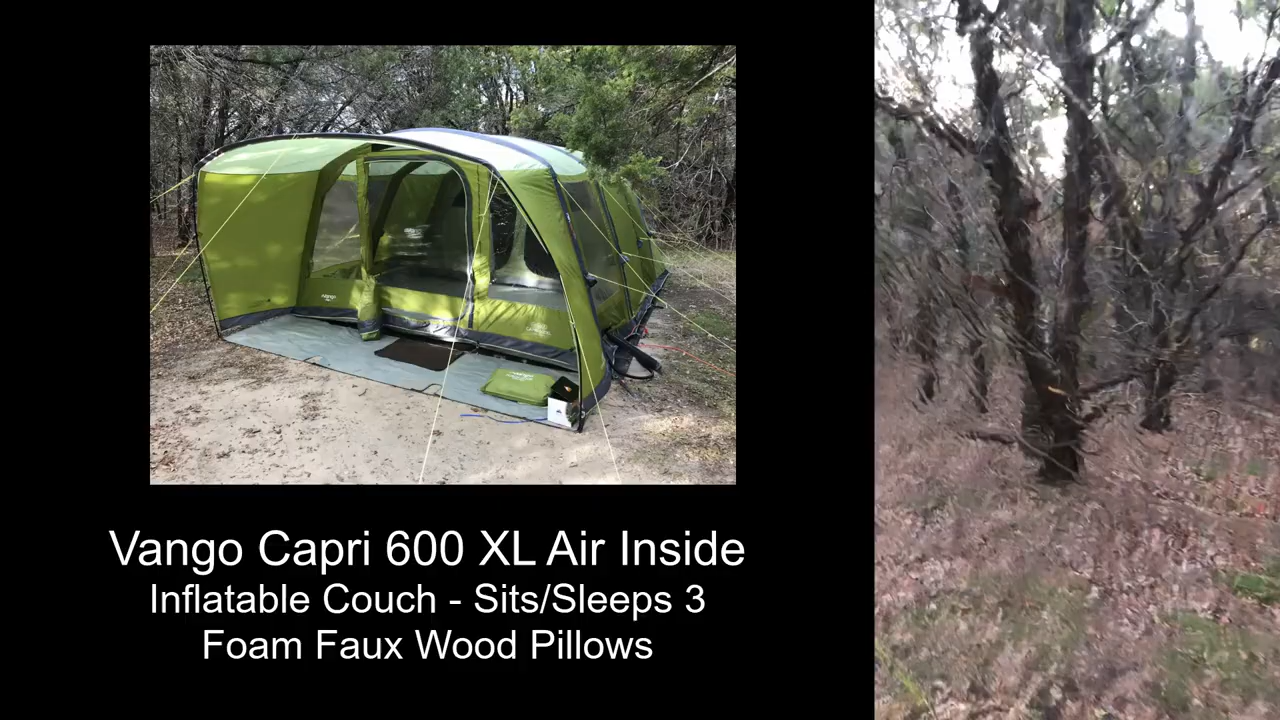 Vango Capri 600 XL Air Inside
Inflatable Couch - Sits/Sleeps 3
Foam Faux Wood Pillows